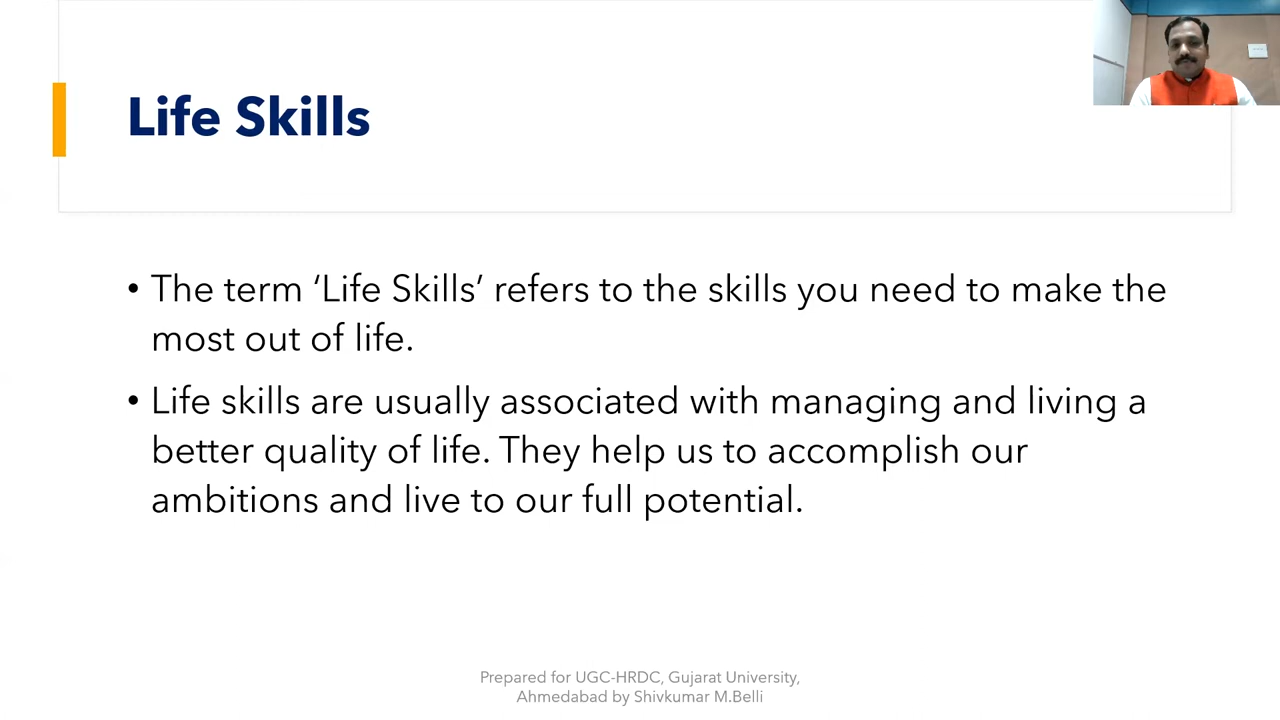 Life Skills
• The term ‘Life Skills’ refers to the skills you need to make the
most out of life.
• Life skills are usually associated with managing and living a
better quality of life. They help us to accomplish our
ambitions and live to our full potential.
Prepared for UGC-HRDC, Gujarat University,
Ahmedabad by Shivkumar M.Belli